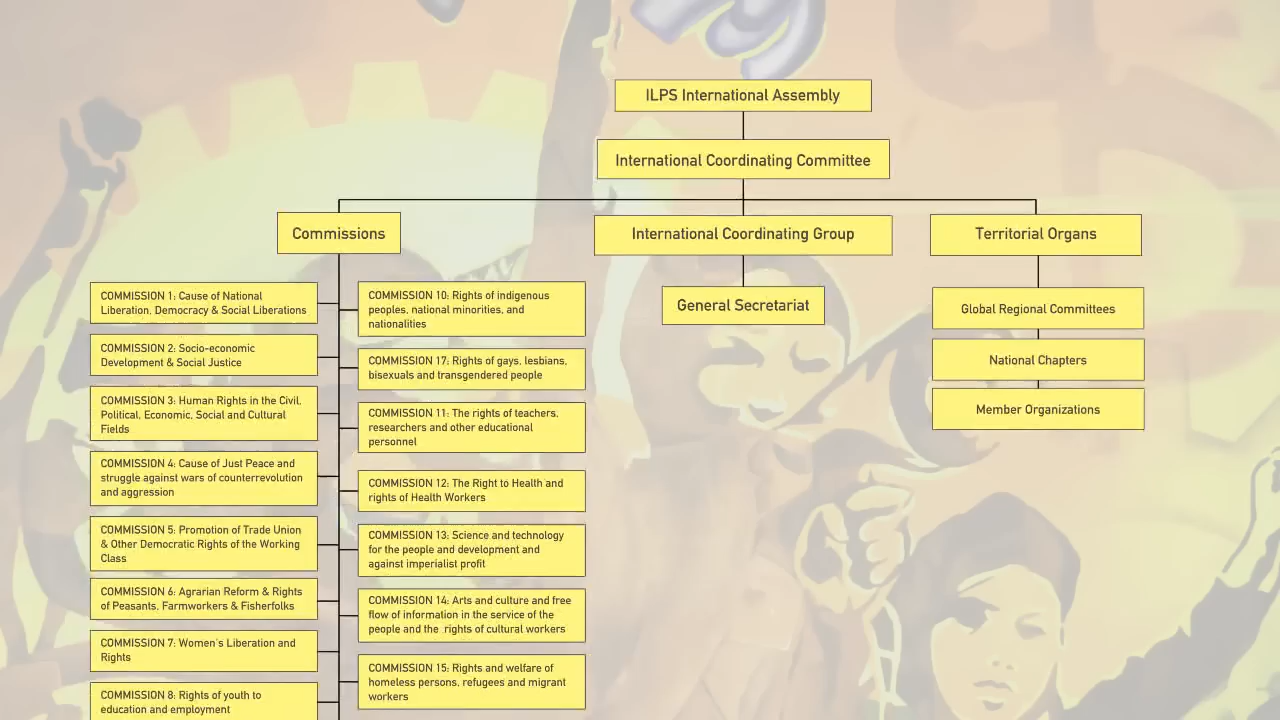 ILPS International Assembly
International Coordinating Committee
Commissions
International Coordinating Group
Territorial Organs
General Secretariat
Global Regional Committees
National Chapters
Member Organizations
COMMISSION 1: Cause of National
Liberation, Democracy & Social Liberations
COMMISSION 2: Socio-economic
Development & Social Justice
COMMISSION 3: Human Rights in the Civil,
Political, Economic, Social and Cultural
Fields
COMMISSION 4: Cause of Just Peace and
struggle against wars of counterrevolution
and aggression
COMMISSION 5: Promotion of Trade Union
& Other Democratic Rights of the Working
Class
COMMISSION 6: Agrarian Reform & Rights
of Peasants, Farmworkers & Fisherfolks
COMMISSION 7: Women's Liberation and
Rights
COMMISSION 8: Rights of youth to
education and employment
COMMISSION 10: Rights of indigenous
peoples, national minorities, and
nationalities
COMMISSION 17: Rights of gays, lesbians,
bisexuals and transgendered people
COMMISSION 11: The rights of teachers,
researchers and other educational
personnel
COMMISSION 12: The Right to Health and
rights of Health Workers
COMMISSION 13: Science and technology
for the people and development and
against imperialist profit
COMMISSION 14: Arts and culture and free
flow of information in the service of the
people and the rights of cultural workers
COMMISSION 15: Rights and welfare of
homeless persons, refugees and migrant
workers